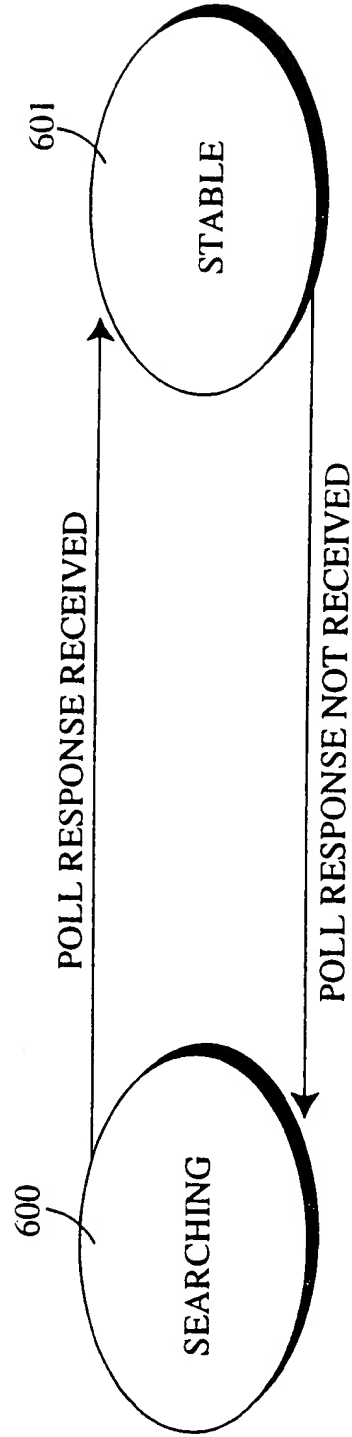 600
SEARCHING
POLL RESPONSE RECEIVED
POLL RESPONSE NOT RECEIVED
601
STABLE